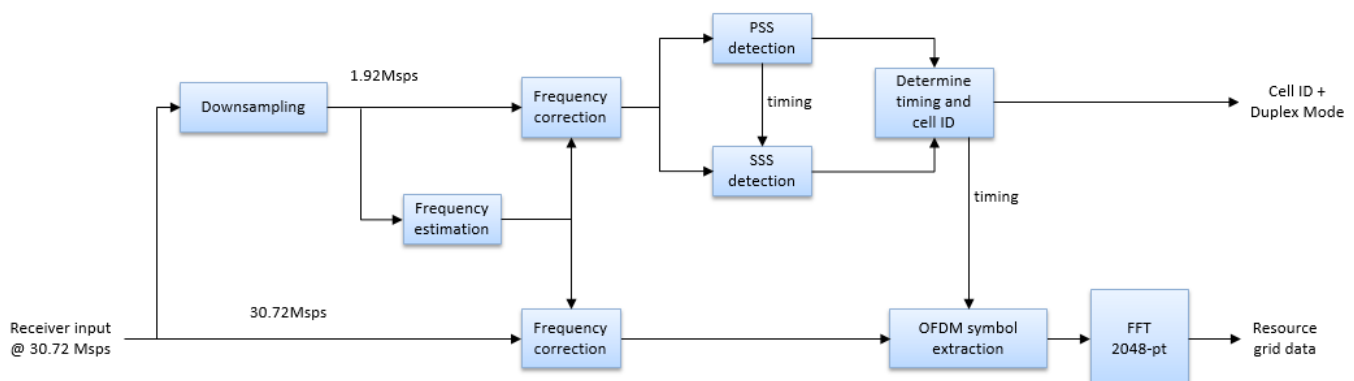 PSS
detection
1.92Msps
Downsampling
Frequency
correction
timing
Determine
timing and
cell ID
Cell ID +
Duplex Mode
SSS
detection
Frequency
estimation
timing
30.72Msps
Receiver input
@ 30.72 Msps
Frequency
correction
OFDM symbol
extraction
FFT
2048-pt
Resource
grid data